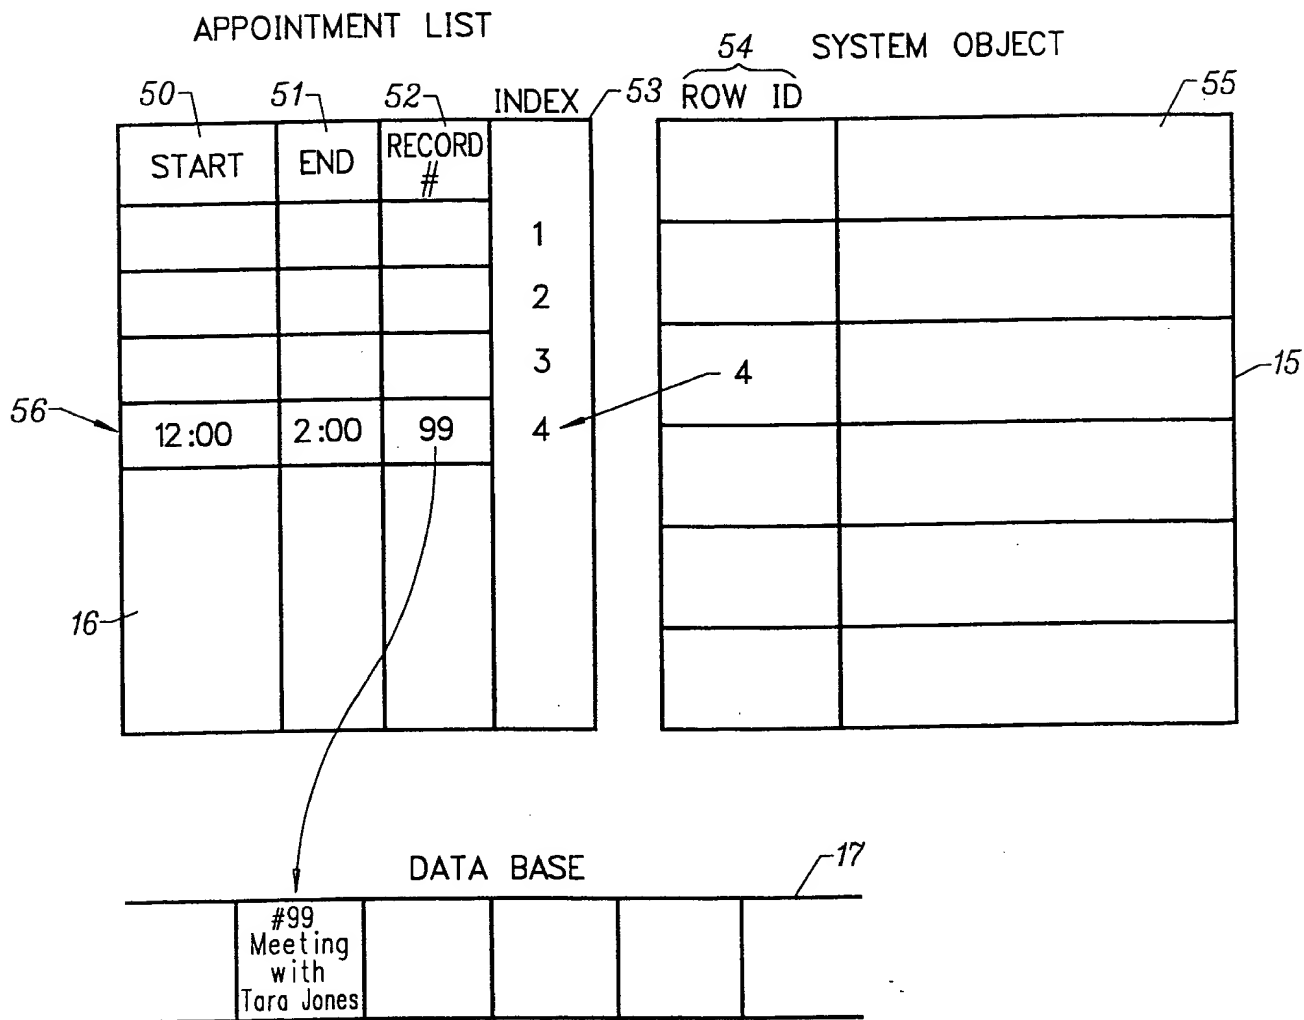 APPOINTMENT LIST
SYSTEM OBJECT
50 51 52 INDEX 53 54 ROW ID 55
START END RECORD #
1
2
3
4
15
56 12:00 2:00 99 4
16
DATA BASE
17
#99
Meeting
with
Tara Jones